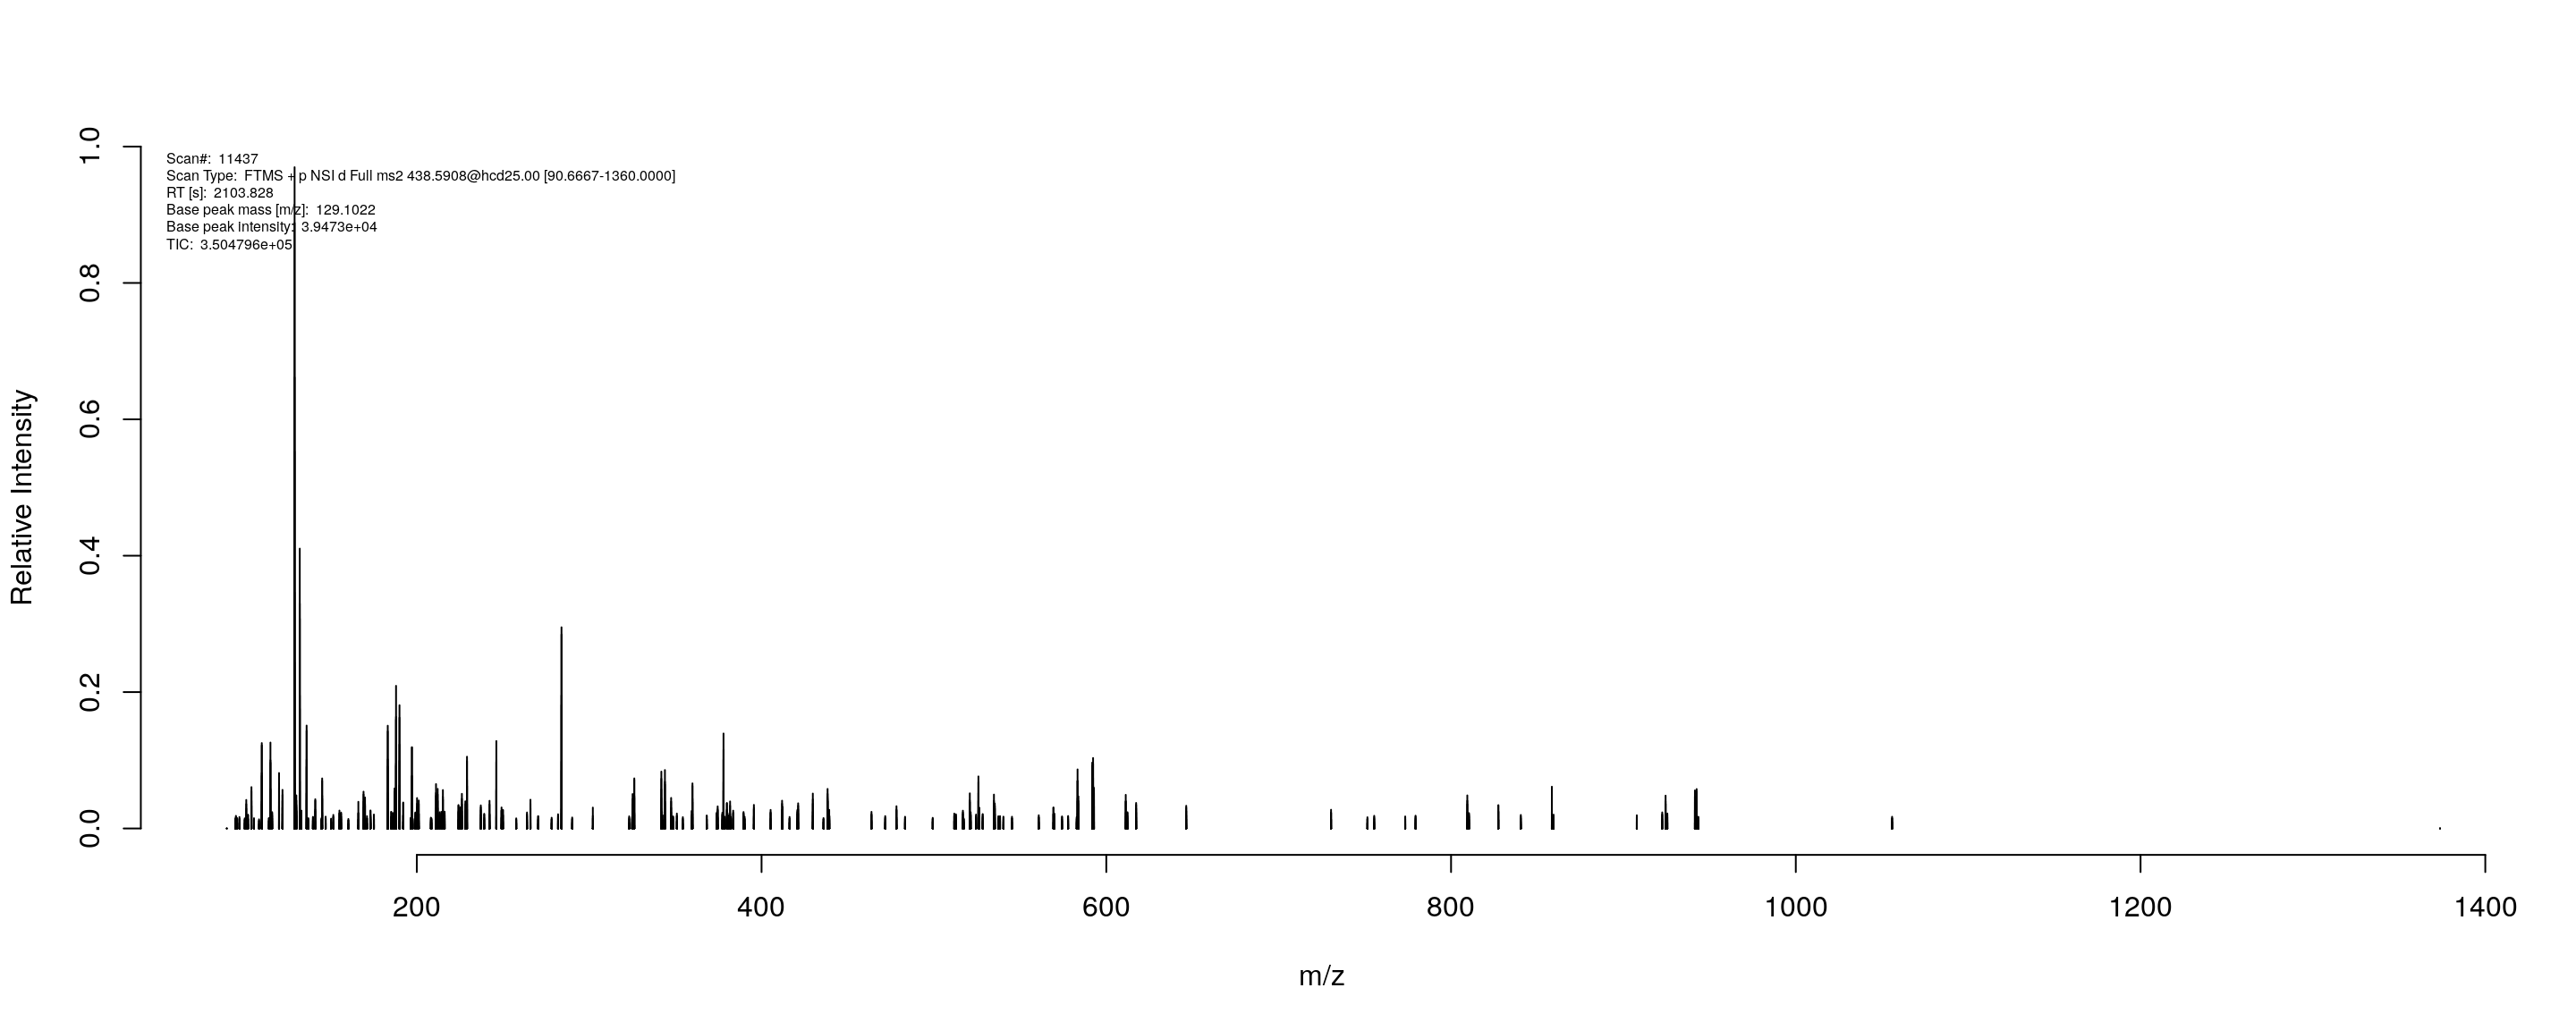 Scan#: 11437
Scan Type: FTMS + p NSI d Full ms2 438.5908@hcd25.00 [90.6667-1360.0000]
RT [s]: 2103.828
Base peak mass [m/z]: 129.1022
Base peak intensity: 3.9473e+04
TIC: 3.504796e+05
1.0
0.8
0.6
0.4
0.2
0.0
Relative Intensity
200 400 600 800 1000 1200 1400
m/z